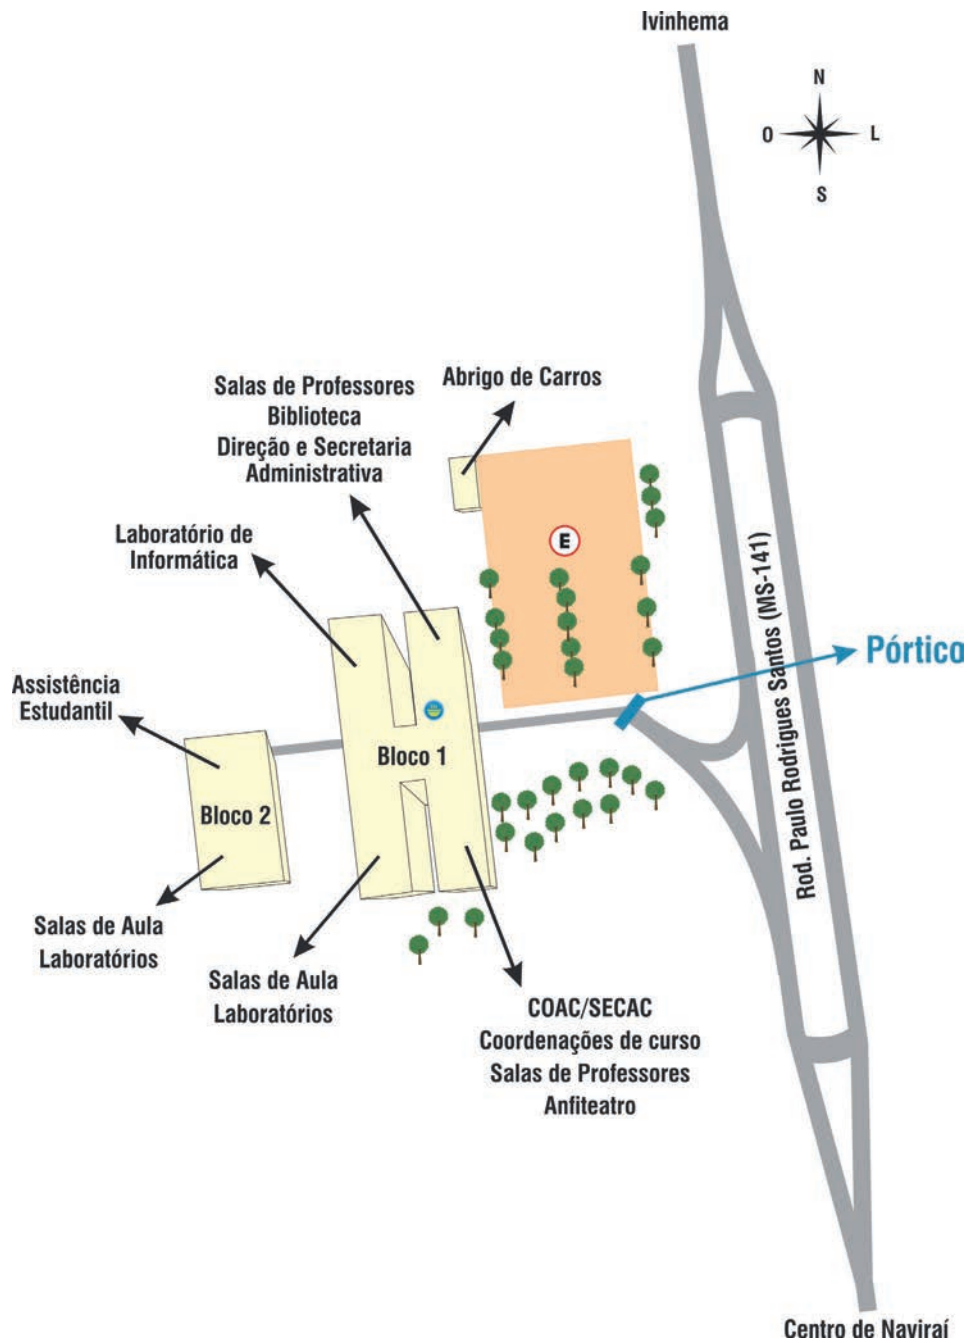 Ivinhema
N
O
L
S
Abrigo de Carros
Salas de Professores
Biblioteca
Direção e Secretaria
Administrativa
E
Laboratório de
Informática
Rod. Paulo Rodrigues Santos (MS-141)
Pórtico
Assistência
Estudantil
Bloco 1
Bloco 2
Salas de Aula
Laboratórios
Salas de Aula
Laboratórios
COAC/SECAC
Coordenações de curso
Salas de Professores
Anfiteatro
Centro de Naviraí